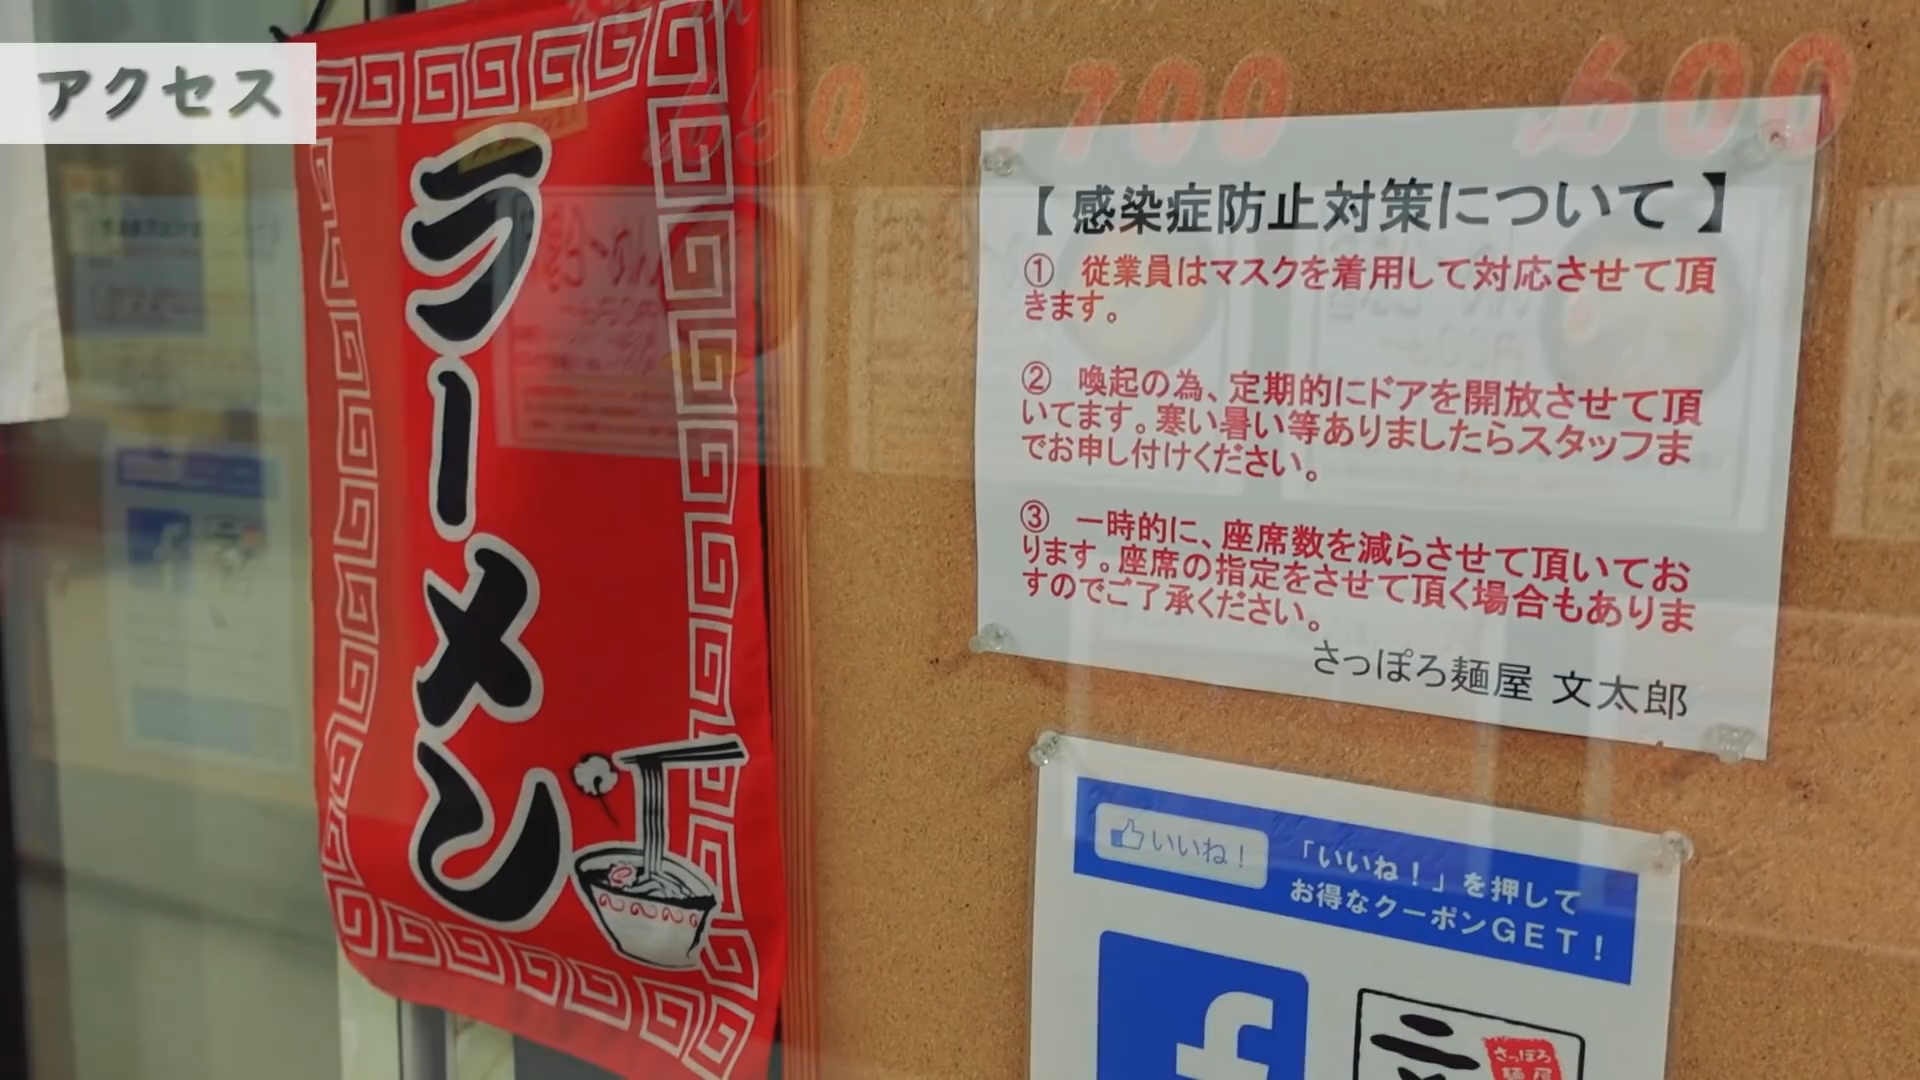 アクセス
650
700
600
ラーメン
【 感染症防止対策について 】
① 従業員はマスクを着用して対応させて頂
きます。
② 喚起の為、定期的にドアを開放させて頂
いてます。寒い暑い等ありましたらスタッフま
でお申し付けください。
③ 一時的に、座席数を減らさせて頂いてお
ります。座席の指定をさせて頂く場合もありま
すのでご了承ください。
さっぽろ麺屋 文太郎
いいね！
「いいね！」を押して
お得なクーポンGET！
さっぽろ
麺屋